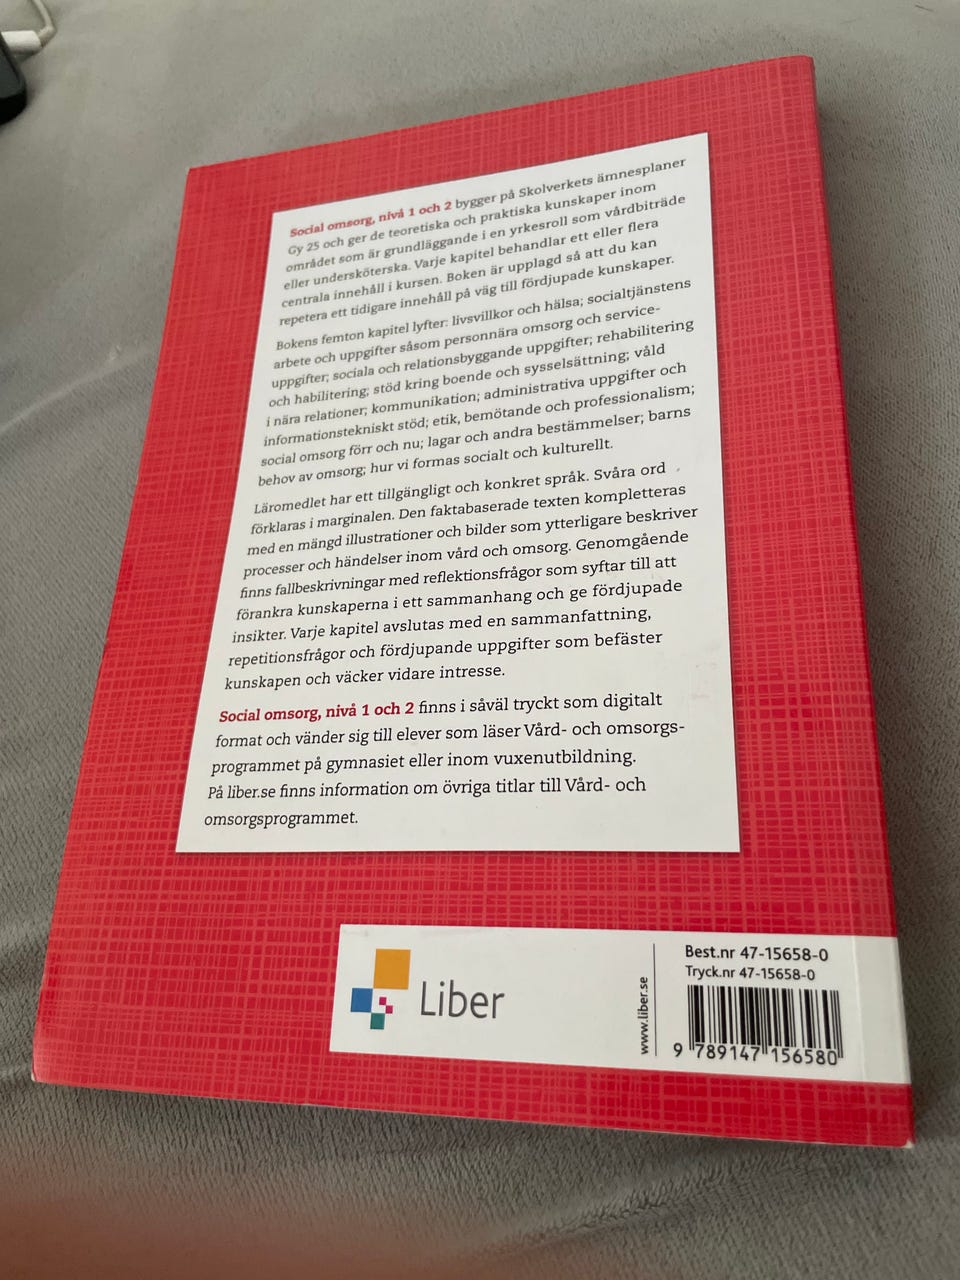 Social omsorg, nivå 1 och 2 bygger på Skolverkets ämnesplaner
Gy 25 och ger de teoretiska och praktiska kunskaper inom
området som är grundläggande i en yrkesroll som vårdbiträde
eller undersköterska. Varje kapitel behandlar ett eller flera
centrala innehåll i kursen. Boken är upplagd så att du kan
repetera ett tidigare innehåll på väg till fördjupade kunskaper.
Bokens femton kapitel lyfter: livsvillkor och hälsa; socialtjänstens
arbete och uppgifter såsom personnära omsorg och service-
uppgifter; sociala och relationsbyggande uppgifter; rehabilitering
och habilitering; stöd kring boende och sysselsättning; våld
i nära relationer; kommunikation; administrativa uppgifter och
informationstekniskt stöd; etik, bemötande och professionalism;
social omsorg förr och nu; lagar och andra bestämmelser; barns
behov av omsorg; hur vi formas socialt och kulturellt.
Läromedlet har ett tillgängligt och konkret språk. Svåra ord
förklaras i marginalen. Den faktabaserade texten kompletteras
med en mängd illustrationer och bilder som ytterligare beskriver
processer och händelser inom vård och omsorg. Genomgående
finns fallbeskrivningar med reflektionsfrågor som syftar till att
förankra kunskaperna i ett sammanhang och ge fördjupade
insikter. Varje kapitel avslutas med en sammanfattning,
repetitionsfrågor och fördjupande uppgifter som befäster
kunskapen och väcker vidare intresse.
Social omsorg, nivå 1 och 2 finns i såväl tryckt som digitalt
format och vänder sig till elever som läser Vård- och omsorgs-
programmet på gymnasiet eller inom vuxenutbildning.
På liber.se finns information om övriga titlar till Vård- och
omsorgsprogrammet.
Liber
www.liber.se
Best.nr 47-15658-0
Tryck.nr 47-15658-0
9 789147 156580